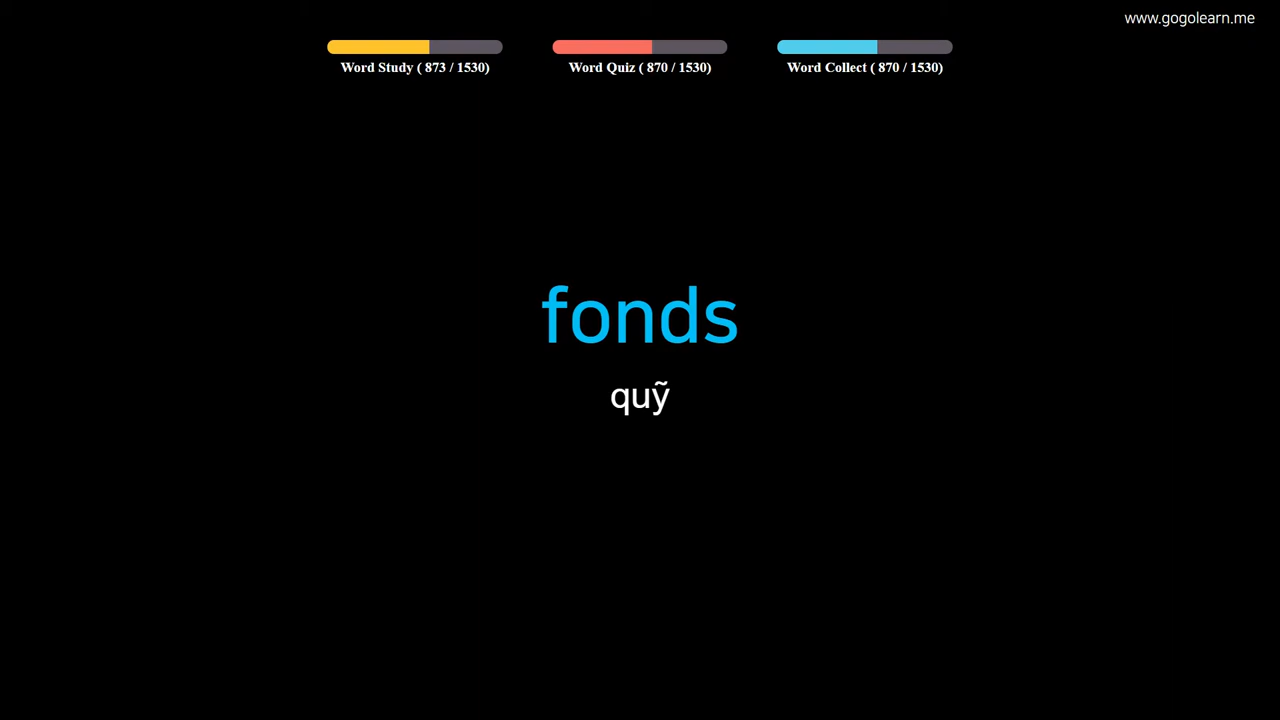 www.gogolearn.me
Word Study ( 873 / 1530)
Word Quiz ( 870 / 1530)
Word Collect ( 870 / 1530)
fonds
quỹ